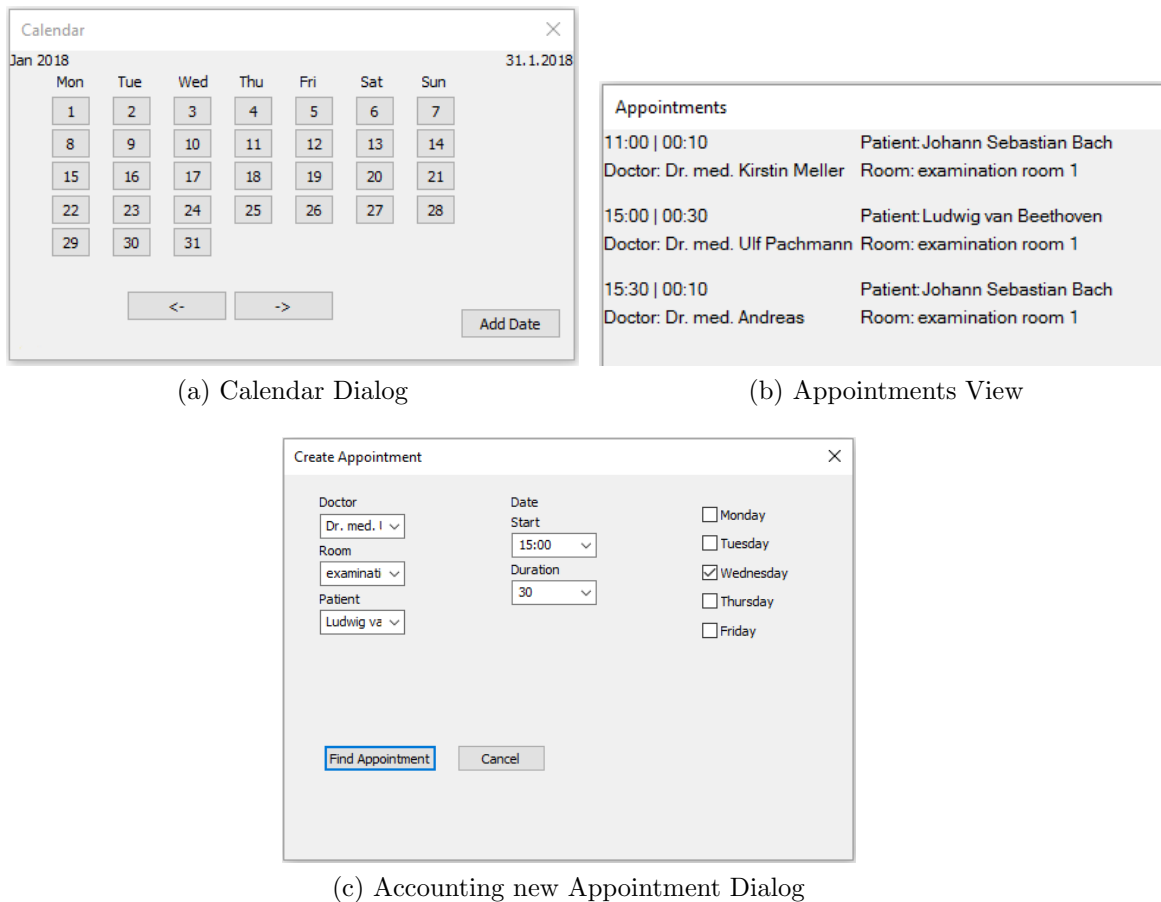 Calendar
Jan 2018 31.1.2018
Mon Tue Wed Thu Fri Sat Sun
1 2 3 4 5 6 7
8 9 10 11 12 13 14
15 16 17 18 19 20 21
22 23 24 25 26 27 28
29 30 31
<- ->
Add Date
(a) Calendar Dialog
Appointments
11:00 | 00:10 Patient:Johann Sebastian Bach
Doctor: Dr. med. Kirstin Meller Room: examination room 1
15:00 | 00:30 Patient:Ludwig van Beethoven
Doctor: Dr. med. Ulf Pachmann Room: examination room 1
15:30 | 00:10 Patient:Johann Sebastian Bach
Doctor: Dr. med. Andreas Room: examination room 1
(b) Appointments View
Create Appointment
Doctor
Dr. med.
Room
examinati
Patient
Ludwig va
Date
Start
15:00
Duration
30
Monday
Tuesday
Wednesday
Thursday
Friday
Find Appointment Cancel
(c) Accounting new Appointment Dialog